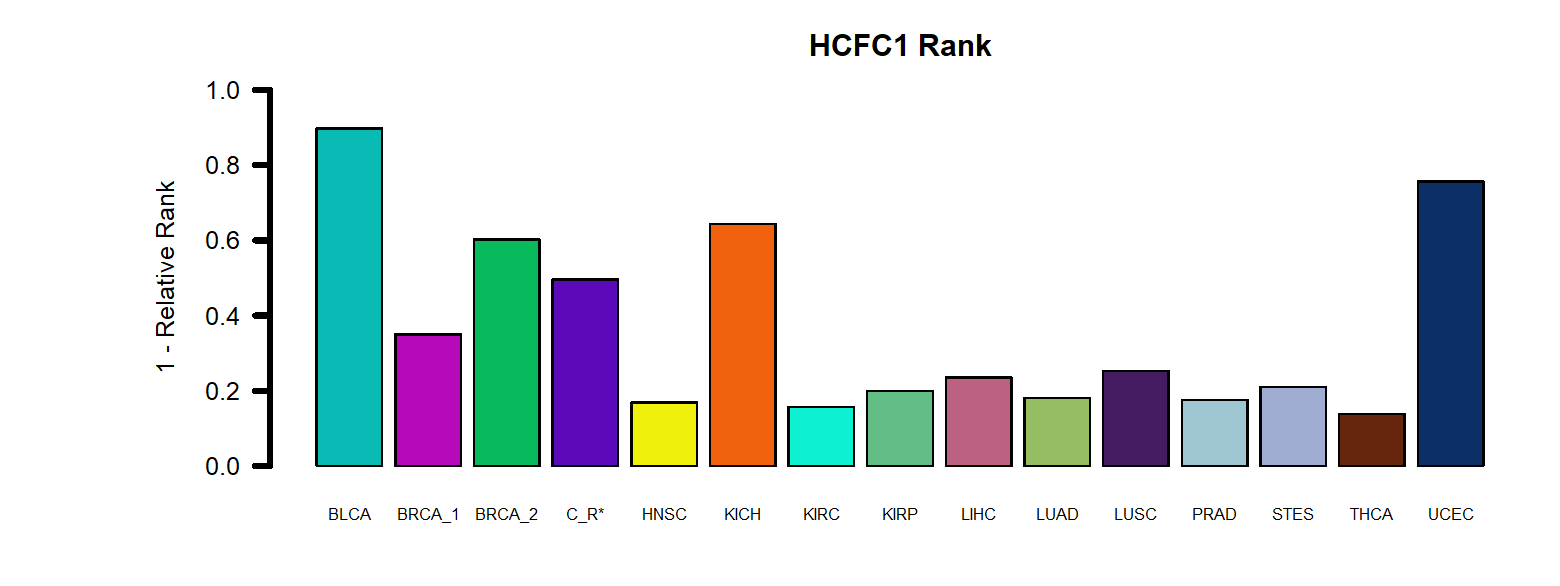 HCFC1 Rank
1 - Relative Rank
1.0
0.8
0.6
0.4
0.2
0.0
BLCA BRCA_1 BRCA_2 C_R* HNSC KICH KIRC KIRP LIHC LUAD LUSC PRAD STES THCA UCEC